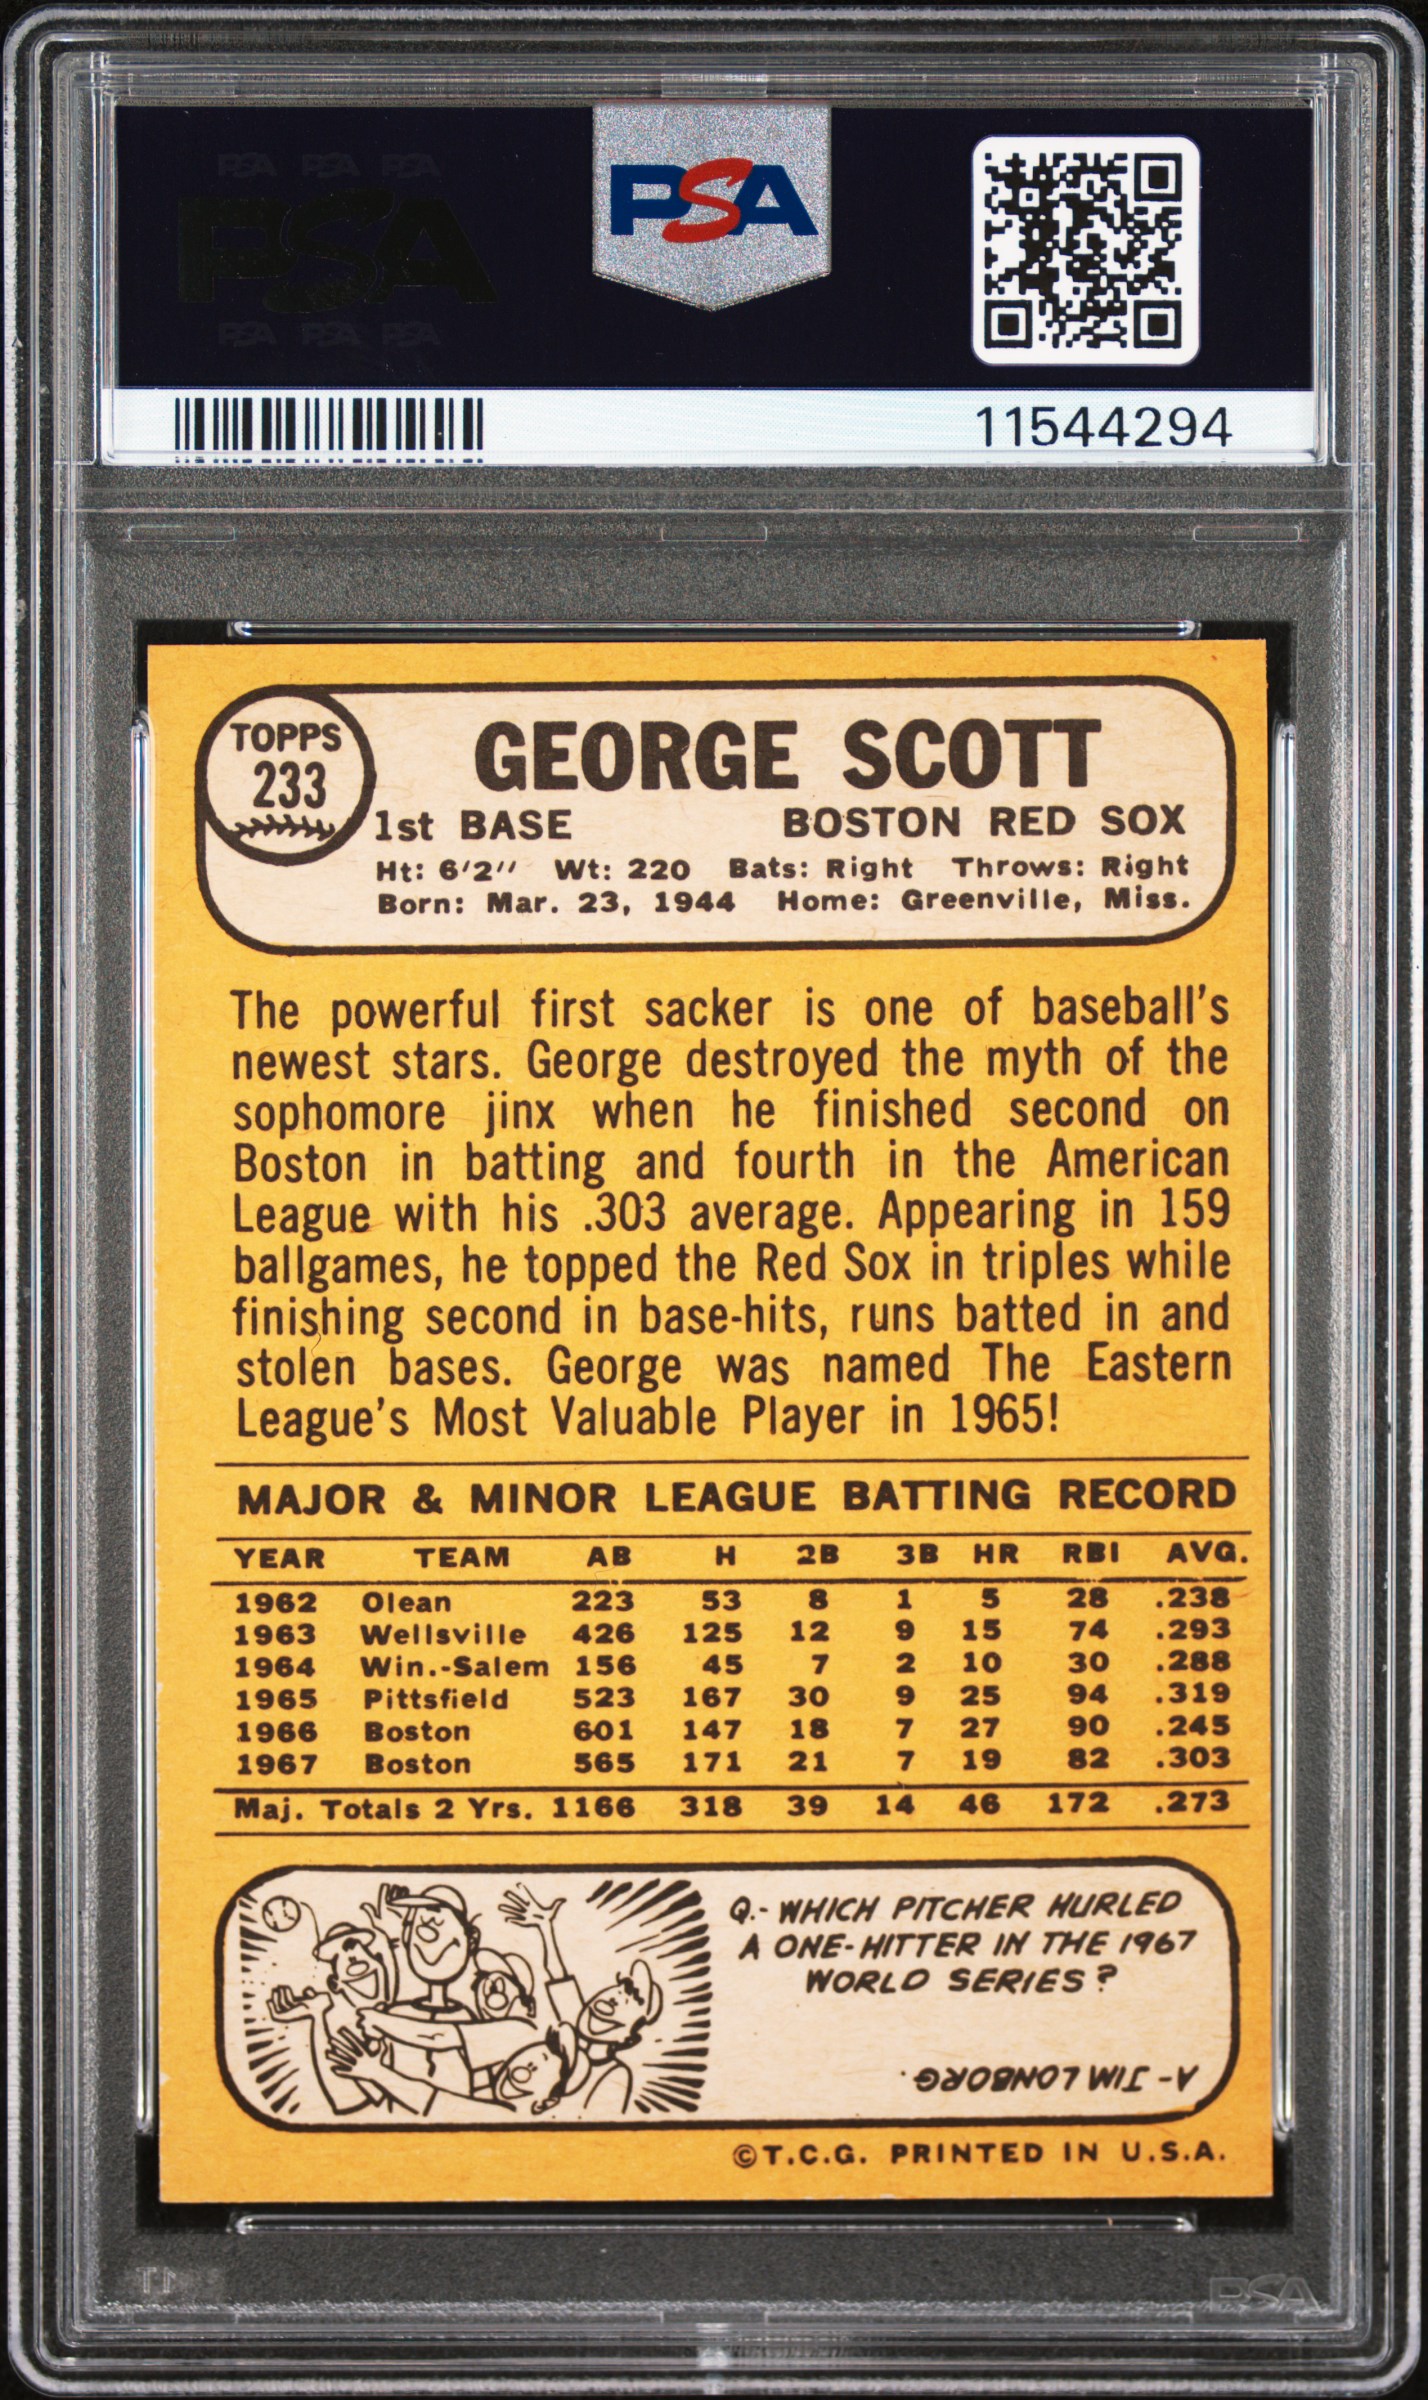 PSA PSA PSA
PSA
PSA PSA PSA
PSA
11544294
TOPPS
233
GEORGE SCOTT
1st BASE BOSTON RED SOX
Ht: 6'2" Wt: 220 Bats: Right Throws: Right
Born: Mar. 23, 1944 Home: Greenville, Miss.
The powerful first sacker is one of baseball's
newest stars. George destroyed the myth of the
sophomore jinx when he finished second on
Boston in batting and fourth in the American
League with his .303 average. Appearing in 159
ballgames, he topped the Red Sox in triples while
finishing second in base-hits, runs batted in and
stolen bases. George was named The Eastern
League's Most Valuable Player in 1965!
MAJOR & MINOR LEAGUE BATTING RECORD
YEAR TEAM AB H 2B 3B HR RBI AVG.
1962 Olean 223 53 8 1 5 28 .238
1963 Wellsville 426 125 12 9 15 74 .293
1964 Win.-Salem 156 45 7 2 10 30 .288
1965 Pittsfield 523 167 30 9 25 94 .319
1966 Boston 601 147 18 7 27 90 .245
1967 Boston 565 171 21 7 19 82 .303
Maj. Totals 2 Yrs. 1166 318 39 14 46 172 .273
Q.- WHICH PITCHER HURLED
A ONE-HITTER IN THE 1967
WORLD SERIES?
A- JIM LONBORG.
©T.C.G. PRINTED IN U.S.A.
PSA